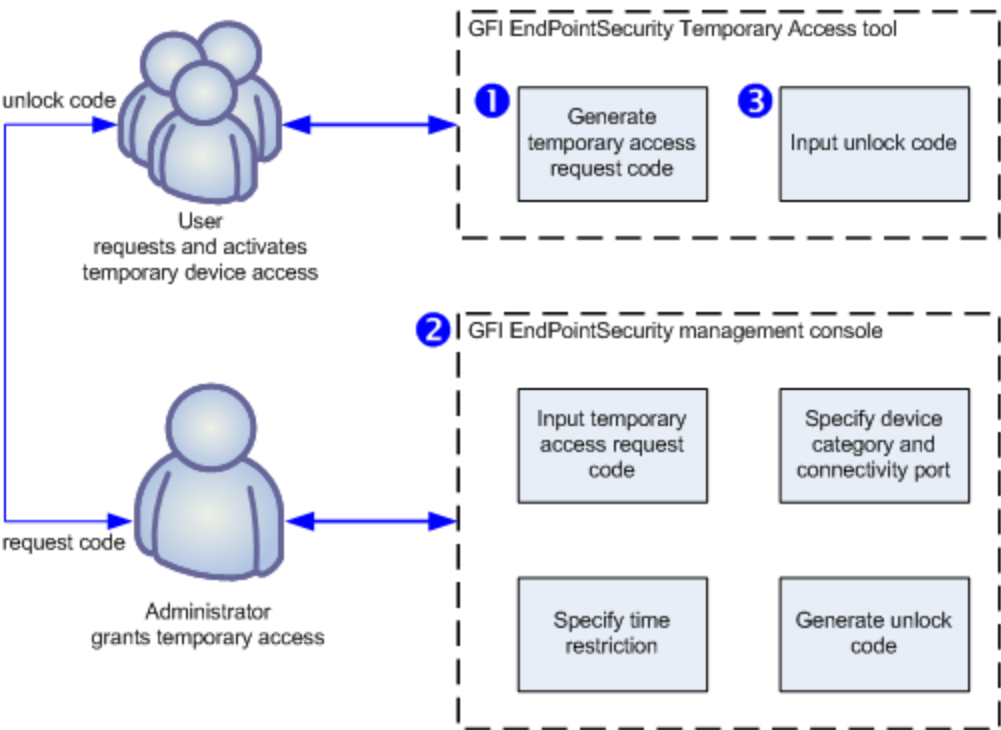 GFI EndPointSecurity Temporary Access tool
unlock code
1
Generate
temporary access
request code
3
Input unlock code
User
requests and activates
temporary device access
2
GFI EndPointSecurity management console
Input temporary
access request
code
Specify device
category and
connectivity port
request code
Administrator
grants temporary access
Specify time
restriction
Generate unlock
code